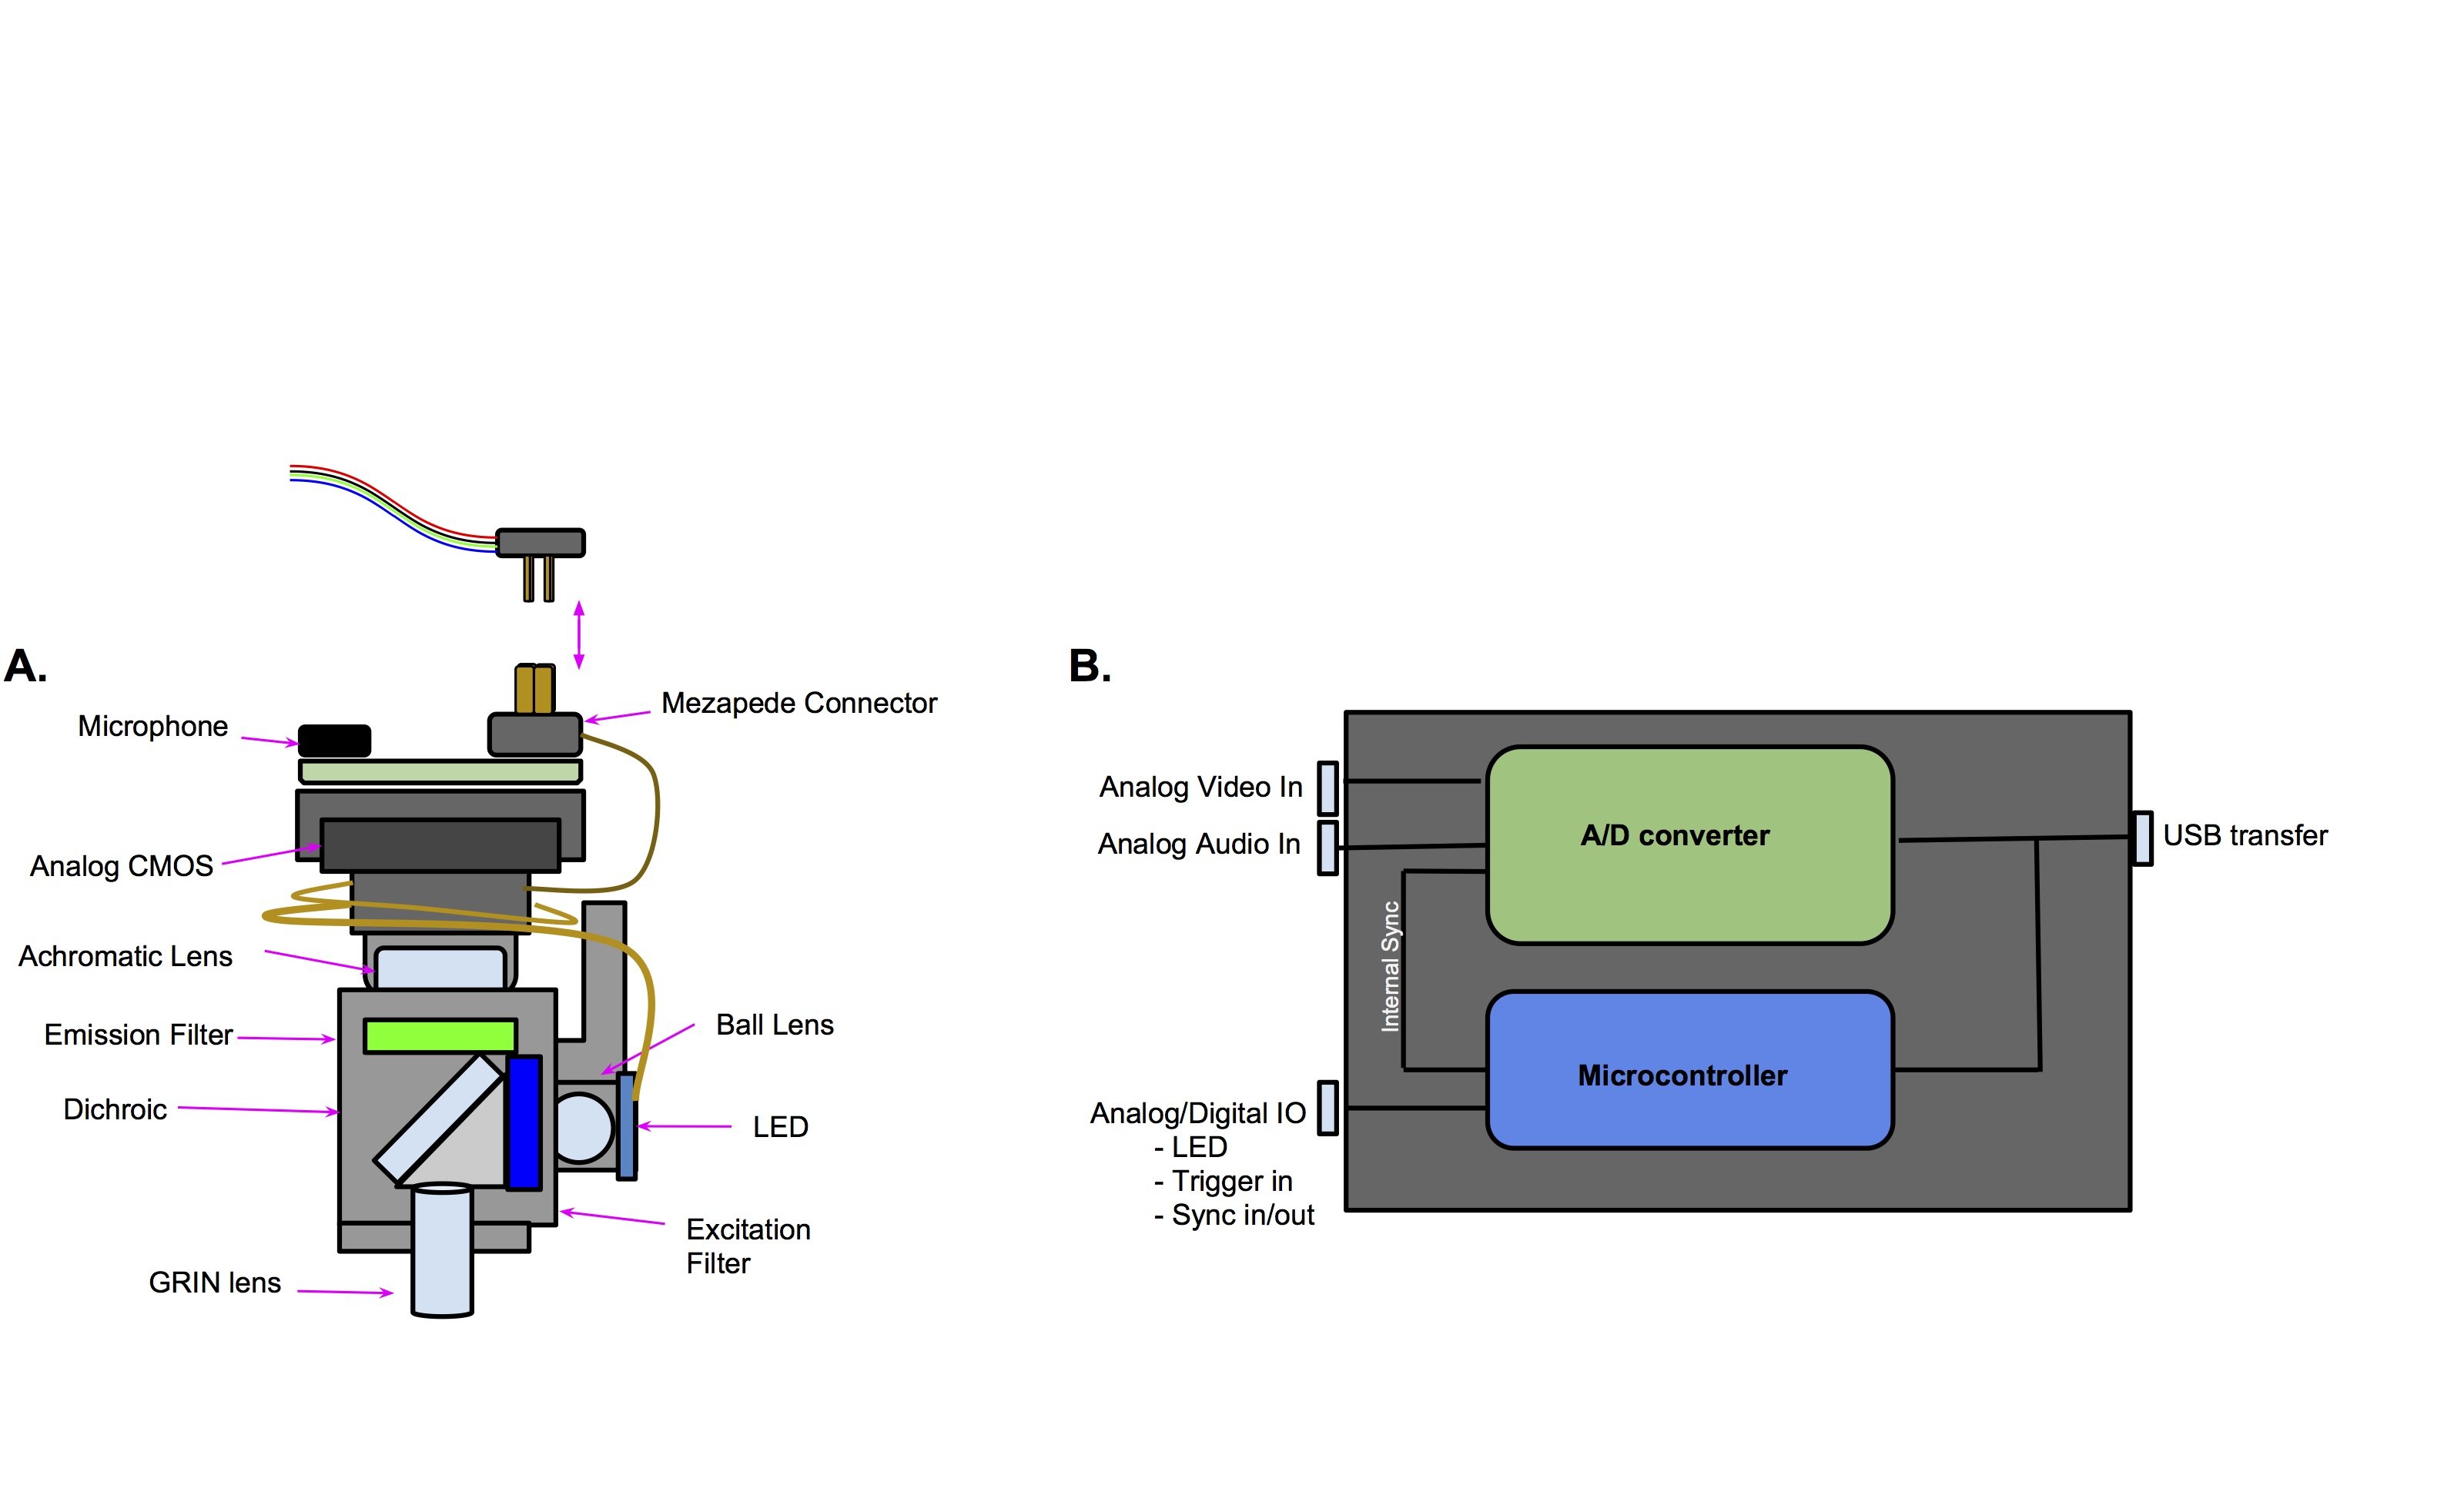 A.
Microphone
Mezapede Connector
Analog CMOS
Achromatic Lens
Emission Filter
Ball Lens
Dichroic
LED
Excitation
Filter
GRIN lens
B.
Analog Video In
Analog Audio In
A/D converter
USB transfer
Internal Sync
Microcontroller
Analog/Digital IO
- LED
- Trigger in
- Sync in/out